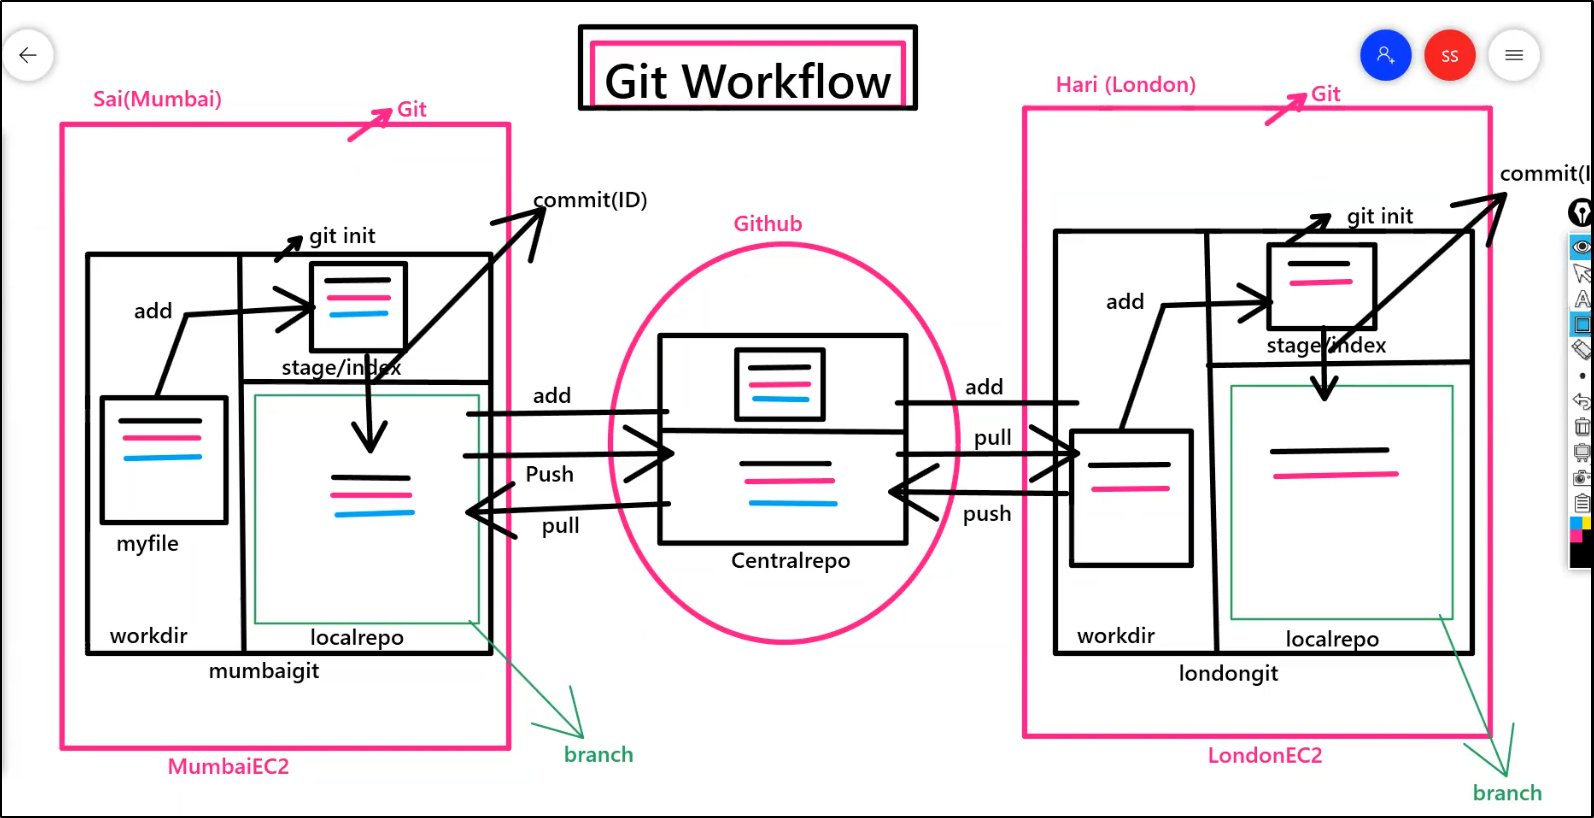 Git Workflow
SS
Sai(Mumbai)
Git
Hari (London)
Git
commit(ID)
commit(I
Github
git init
git init
add
add
stage/index
stage/index
add
add
pull
Push
push
pull
myfile
Centralrepo
workdir
localrepo
workdir
localrepo
mumbaigit
londongit
branch
MumbaiEC2
LondonEC2
branch
A